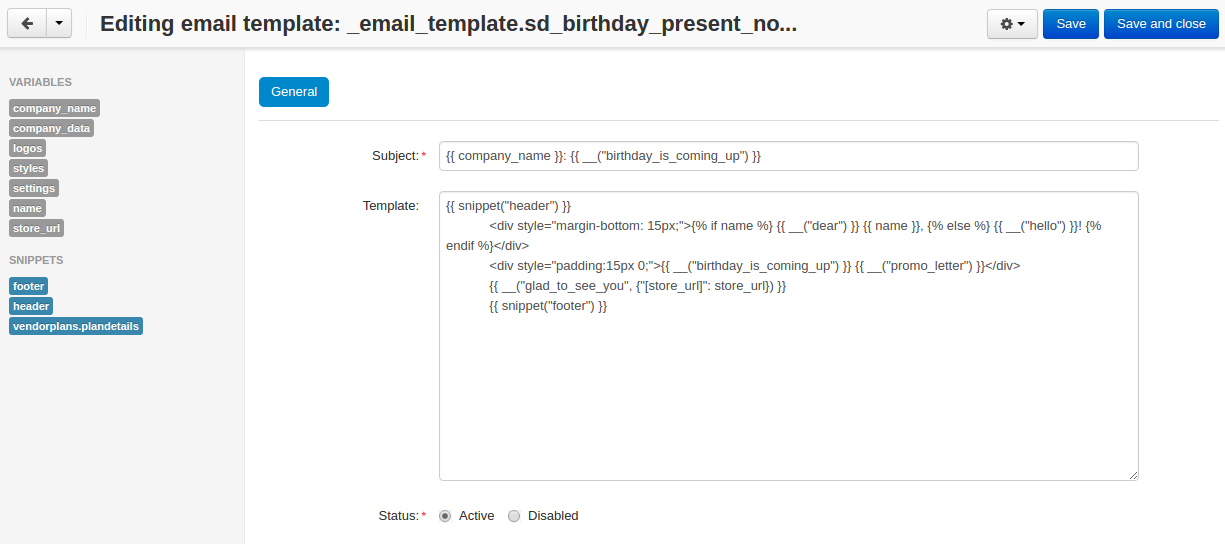 Editing email template: _email_template.sd_birthday_present_no...
Save
Save and close
VARIABLES
company_name
company_data
logos
styles
settings
name
store_url
SNIPPETS
footer
header
vendorplans.plandetails
General
Subject:*
{{ company_name }}: {{ __("birthday_is_coming_up") }}
Template:
{{ snippet("header") }}
<div style="margin-bottom: 15px;">{% if name %} {{ __("dear") }} {{ name }}, {% else %} {{ __("hello") }}! {%
endif %}</div>
<div style="padding:15px 0;">{{ __("birthday_is_coming_up") }} {{ __("promo_letter") }}</div>
{{ __("glad_to_see_you", {"[store_url]": store_url}) }}
{{ snippet("footer") }}
Status:*
Active
Disabled